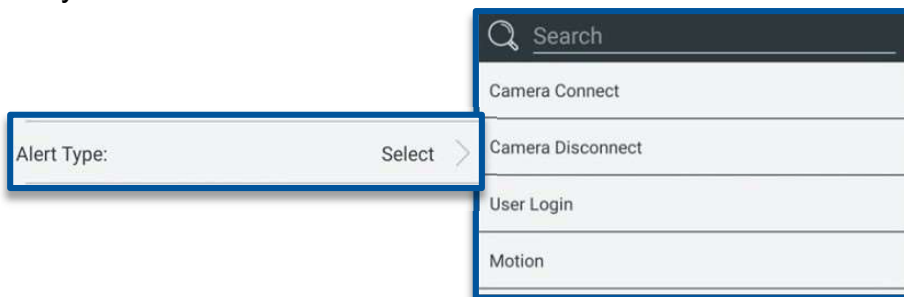 Search
Camera Connect
Alert Type: Select
Camera Disconnect
User Login
Motion